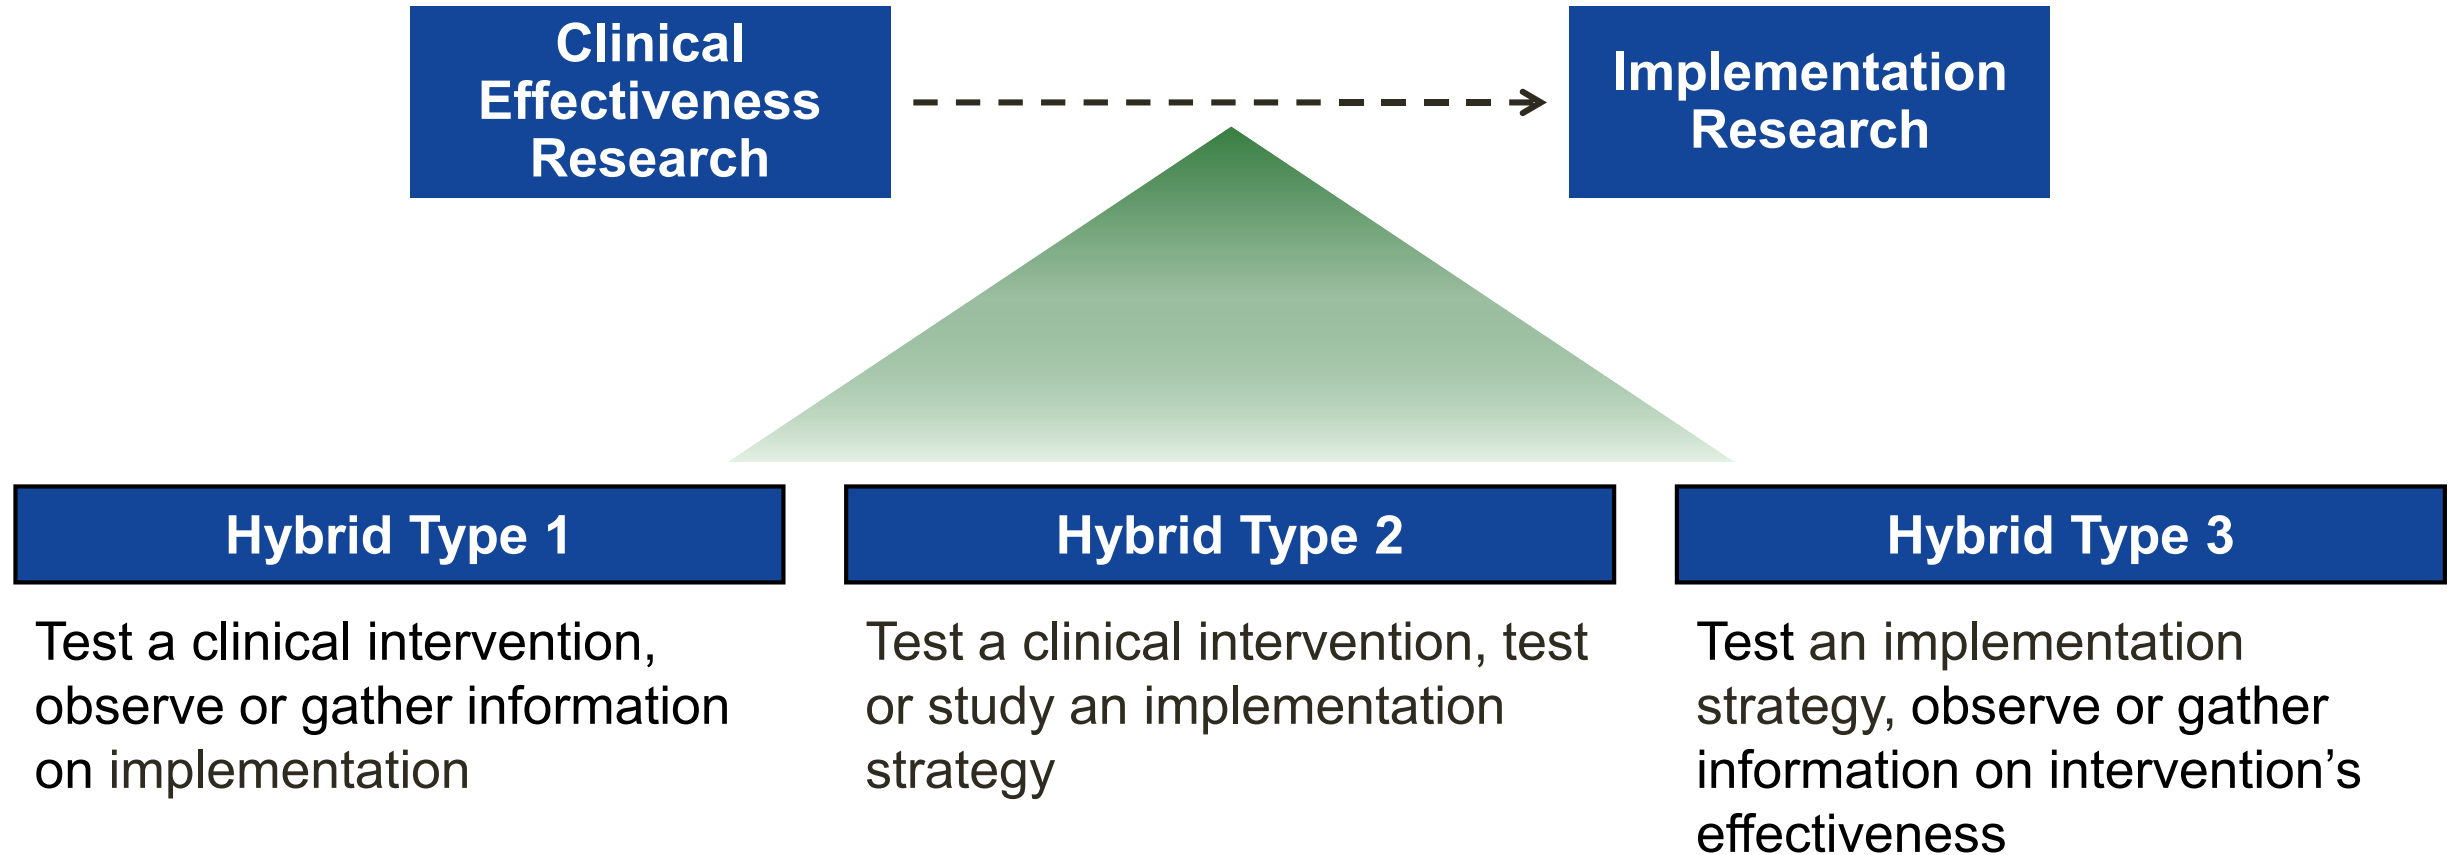 Clinical
Effectiveness
Research
Implementation
Research
Hybrid Type 1
Hybrid Type 2
Hybrid Type 3
Test a clinical intervention,
observe or gather information
on implementation
Test a clinical intervention, test
or study an implementation
strategy
Test an implementation
strategy, observe or gather
information on intervention’s
effectiveness